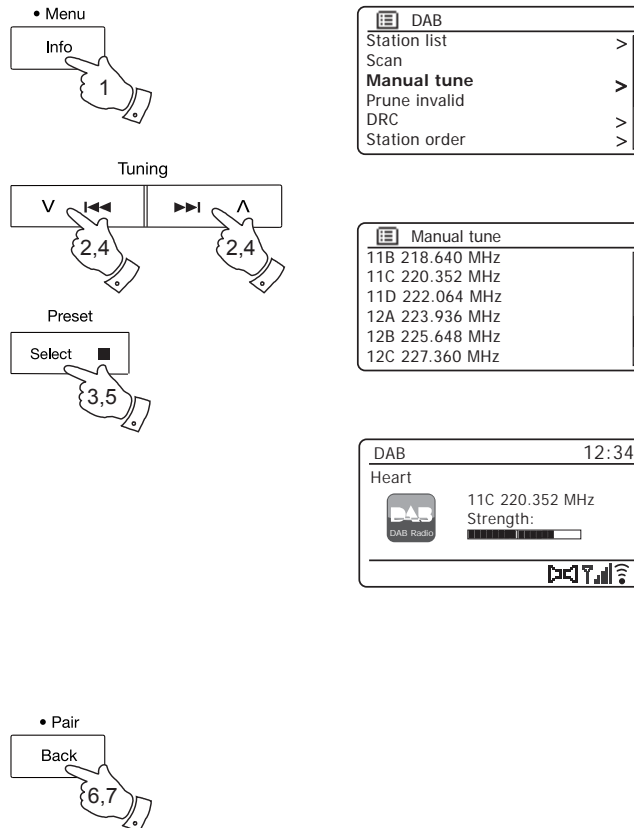 • Menu
Info
1
Tuning
2,4
2,4
Preset
Select
3,5
• Pair
Back
6,7
DAB
Station list >
Scan
Manual tune >
Prune invalid
DRC >
Station order >
Manual tune
11B 218.640 MHz
11C 220.352 MHz
11D 222.064 MHz
12A 223.936 MHz
12B 225.648 MHz
12C 227.360 MHz
DAB 12:34
Heart
DAB
DAB Radio
11C 220.352 MHz
Strength: